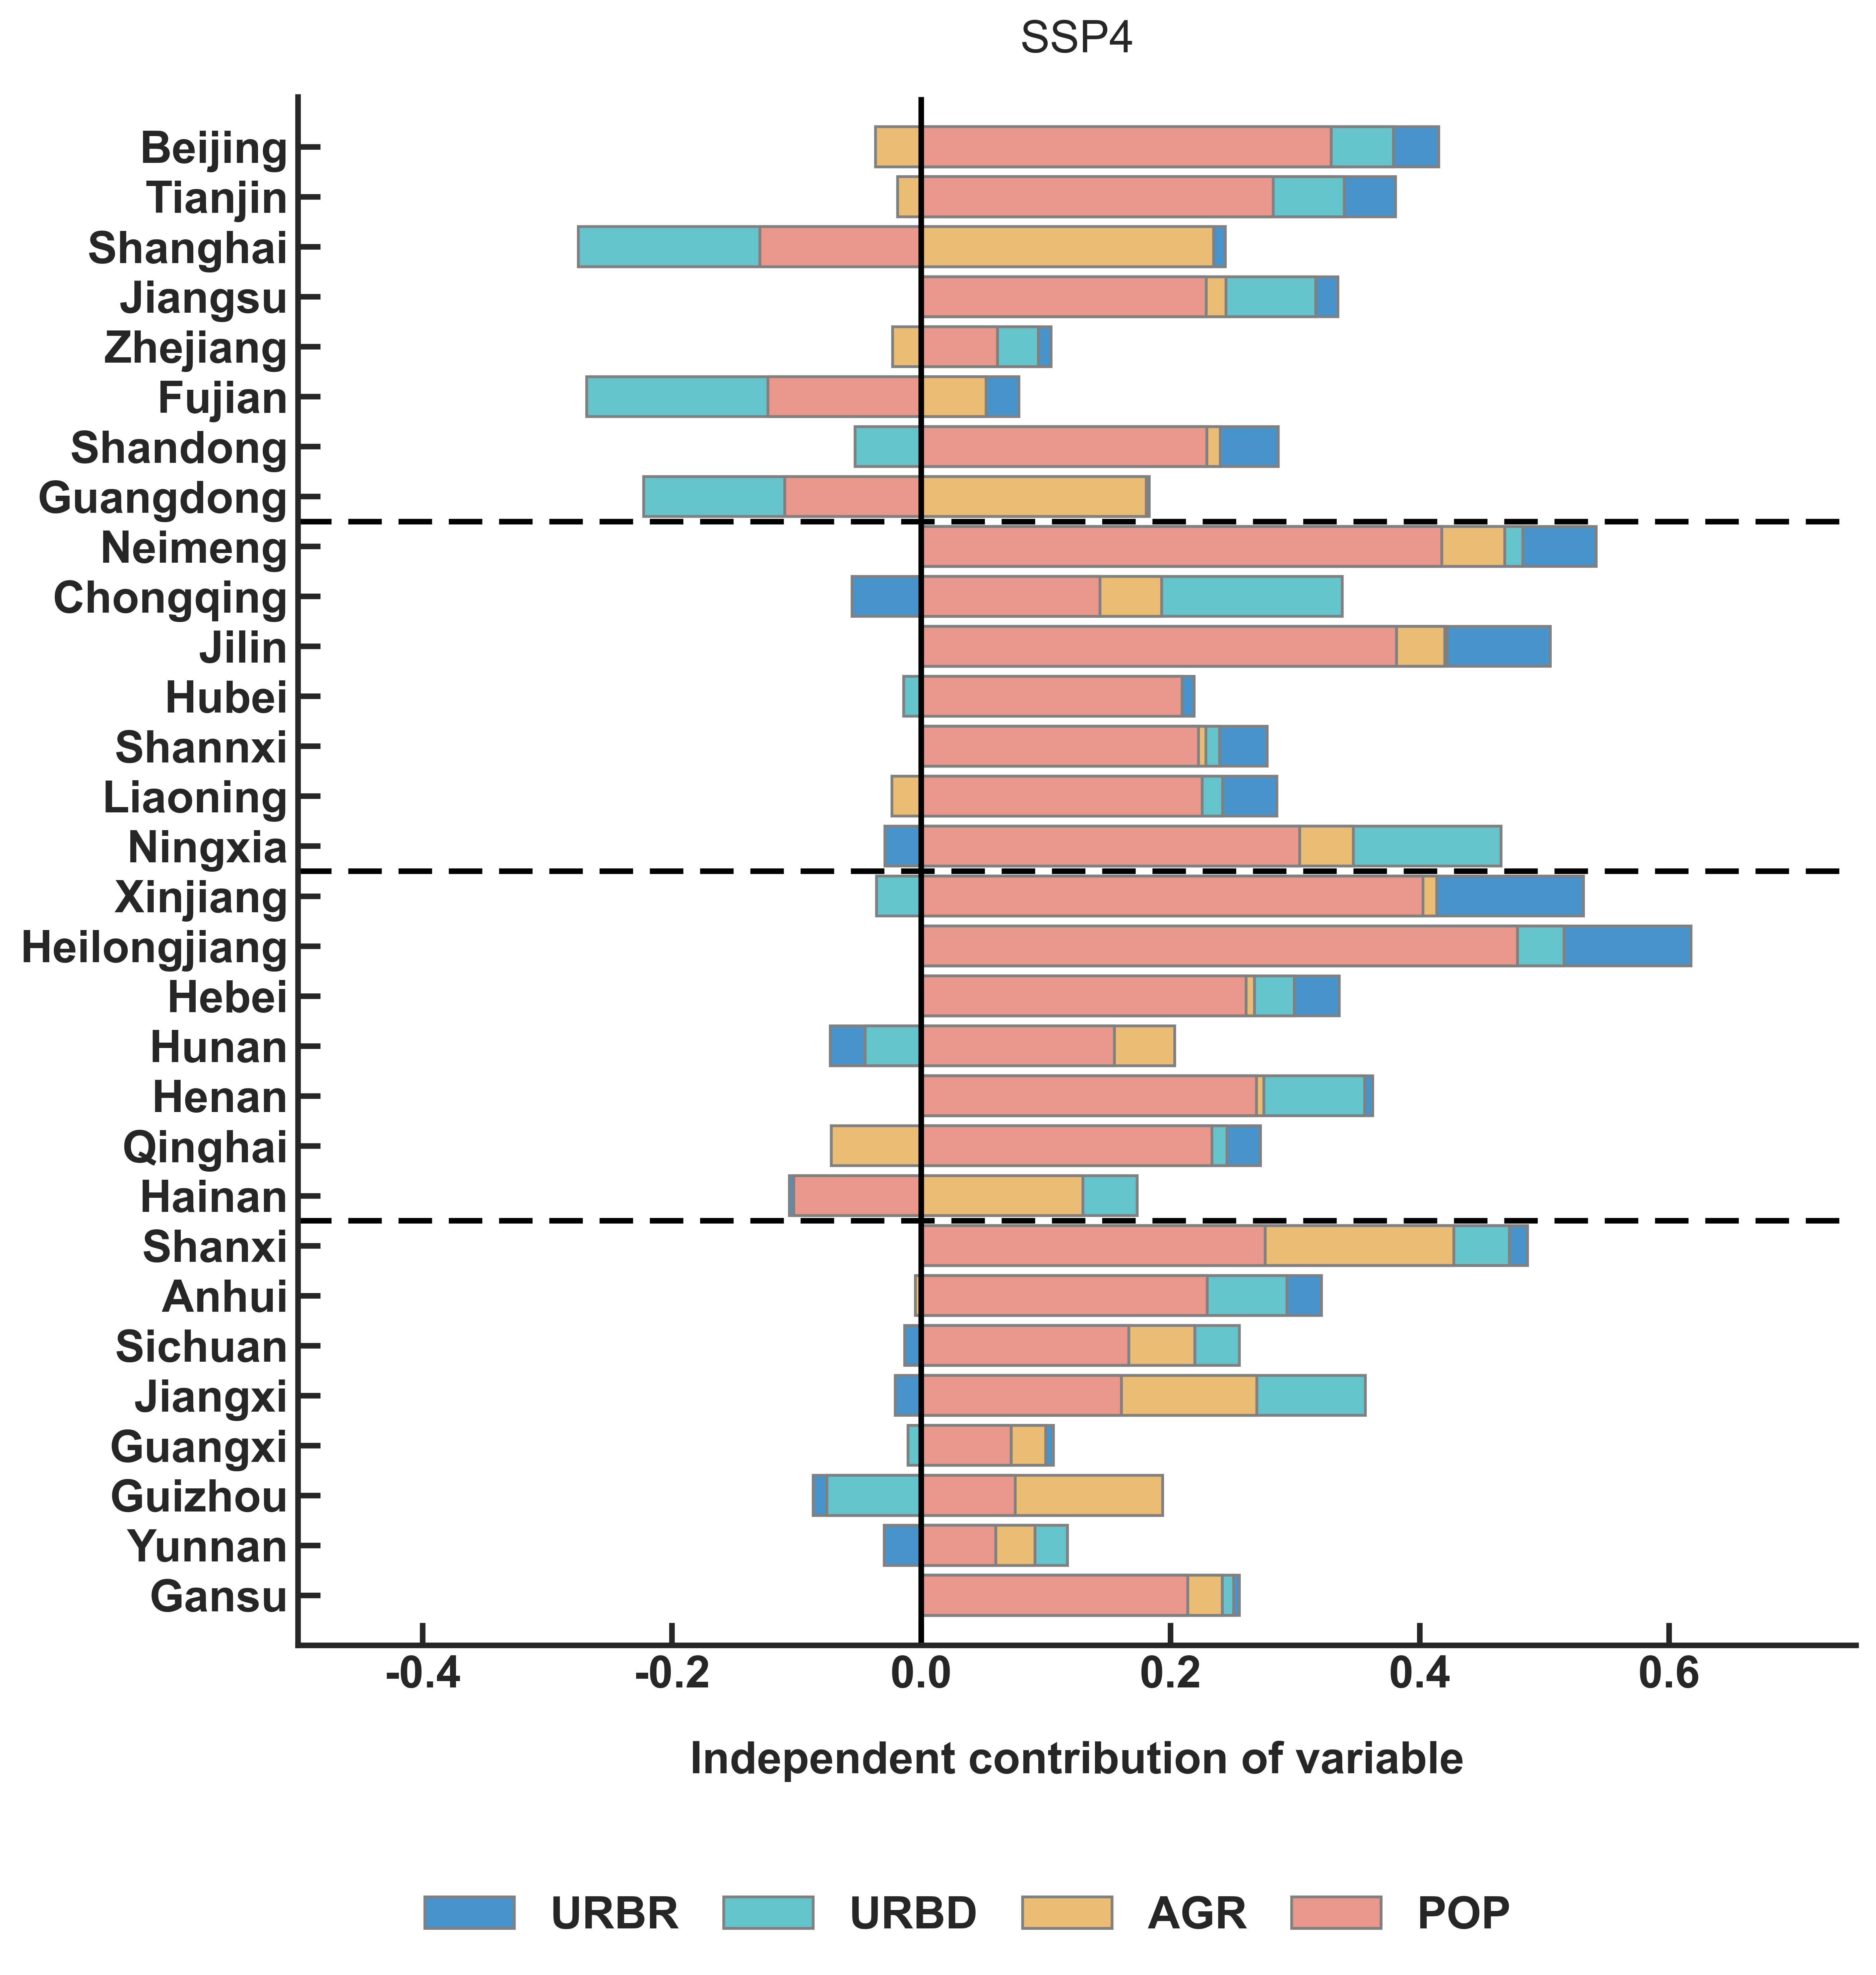 SSP4
Beijing
Tianjin
Shanghai
Jiangsu
Zhejiang
Fujian
Shandong
Guangdong
Neimeng
Chongqing
Jilin
Hubei
Shannxi
Liaoning
Ningxia
Xinjiang
Heilongjiang
Hebei
Hunan
Henan
Qinghai
Hainan
Shanxi
Anhui
Sichuan
Jiangxi
Guangxi
Guizhou
Yunnan
Gansu
-0.4 -0.2 0.0 0.2 0.4 0.6
Independent contribution of variable
URBR URBD AGR POP